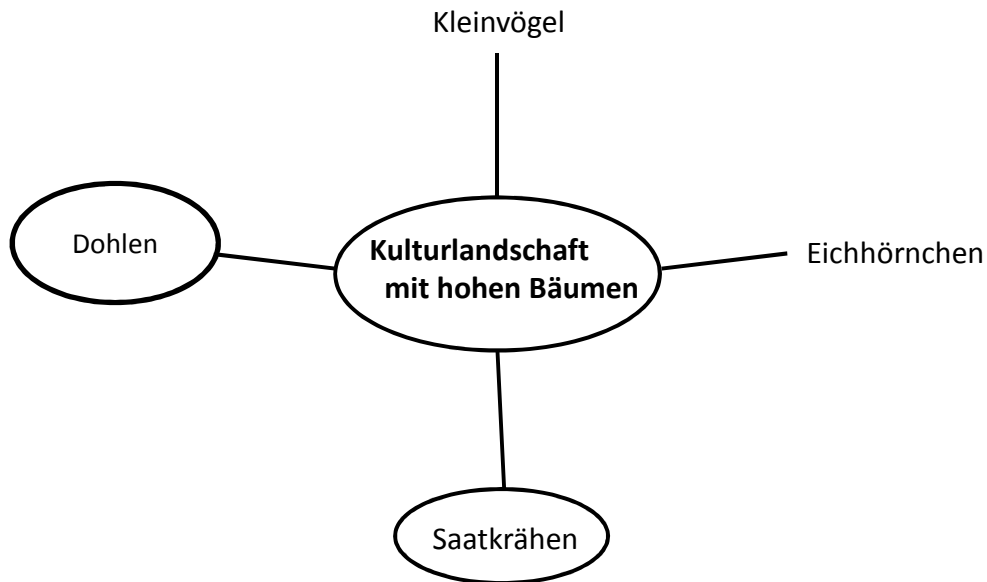 Kleinvögel
Dohlen
Kulturlandschaft
mit hohen Bäumen
Eichhörnchen
Saatkrähen